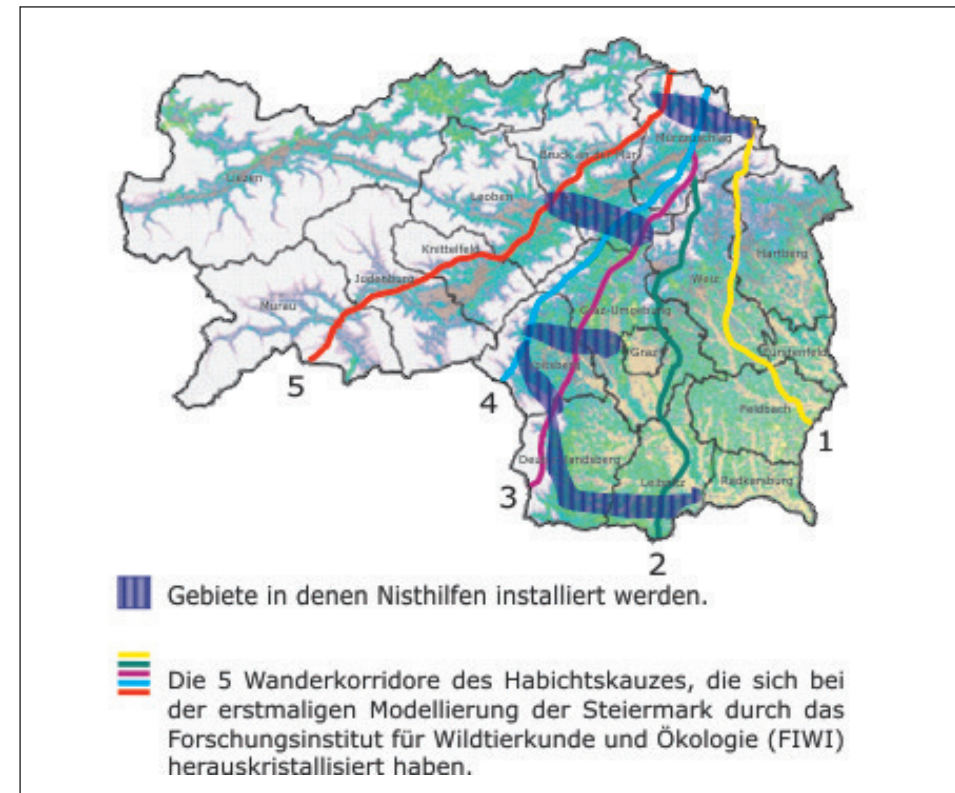 Mürzzuschlag
Bruck an der Mur
Liezen
Leoben
Hartberg
Knittelfeld
Weiz
Judenburg
Murau
Graz-Umgebung
Graz
Fürstenfeld
5
4
Voitsberg
Feldbach
1
Deutschlandsberg
3
Leibnitz
Radkersburg
2
Gebiete in denen Nisthilfen installiert werden.
Die 5 Wanderkorridore des Habichtskauzes, die sich bei
der erstmaligen Modellierung der Steiermark durch das
Forschungsinstitut für Wildtierkunde und Ökologie (FIWI)
herauskristallisiert haben.